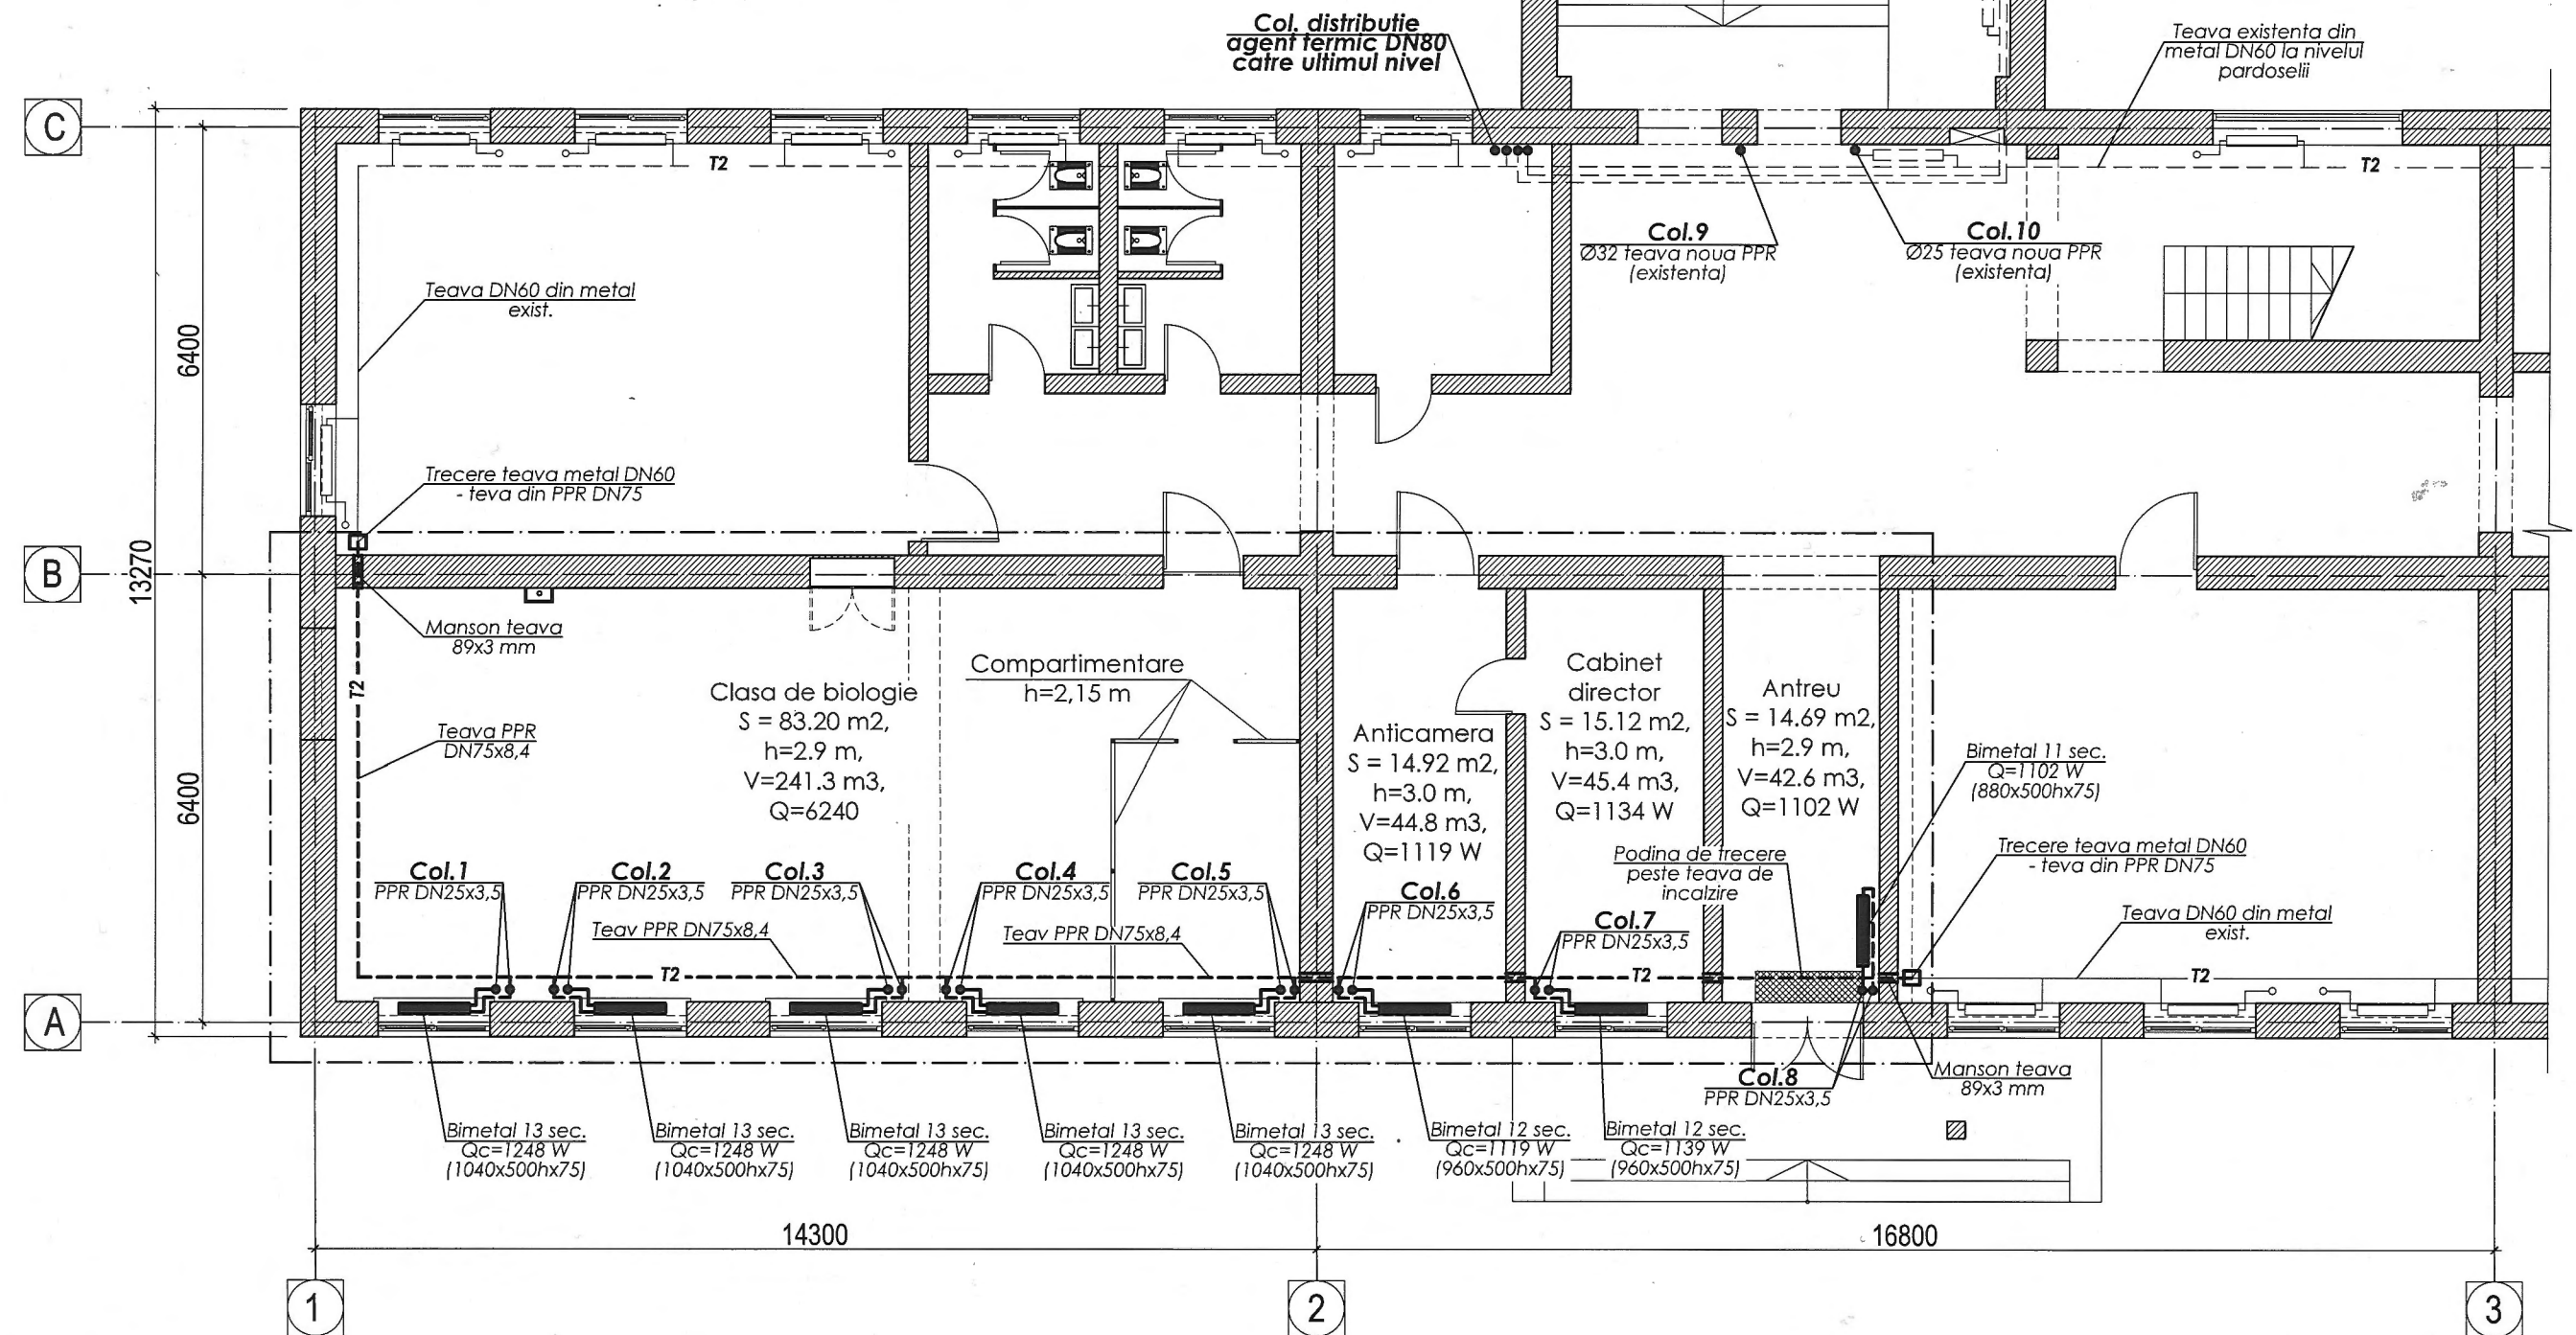 Col. distributie
agent termic DN80
catre ultimul nivel
Teava existenta din
metal DN60 la nivelul
pardoselii
C
T2
T2
Col.9
Ø32 teava noua PPR
(existenta)
Col.10
Ø25 teava noua PPR
(existenta)
Teava DN60 din metal
exist.
6400
Trecere teava metal DN60
- teva din PPR DN75
B
13270
Manson teava
89x3 mm
T2
Teava PPR
DN75x8,4
Clasa de biologie
S = 83.20 m2,
h=2.9 m,
V=241.3 m3,
Q=6240
Compartimentare
h=2,15 m
Anticamera
S = 14.92 m2,
h=3.0 m,
V=44.8 m3,
Q=1119 W
Cabinet
director
S = 15.12 m2,
h=3.0 m,
V=45.4 m3,
Q=1134 W
Antreu
S = 14.69 m2,
h=2.9 m,
V=42.6 m3,
Q=1102 W
Bimetal 11 sec.
Q=1102 W
(880x500hx75)
6400
Podina de trecere
peste teava de
incalzire
Trecere teava metal DN60
- teva din PPR DN75
Col.1
PPR DN25x3,5
Col.2
PPR DN25x3,5
Col.3
PPR DN25x3,5
Col.4
PPR DN25x3,5
Col.5
PPR DN25x3,5
Col.6
PPR DN25x3,5
Col.7
PPR DN25x3,5
Teav PPR DN75x8,4
Teav PPR DN75x8,4
Teava DN60 din metal
exist.
T2
T2
T2
A
Col.8
PPR DN25x3,5
Manson teava
89x3 mm
Bimetal 13 sec.
Qc=1248 W
(1040x500hx75)
Bimetal 13 sec.
Qc=1248 W
(1040x500hx75)
Bimetal 13 sec.
Qc=1248 W
(1040x500hx75)
Bimetal 13 sec.
Qc=1248 W
(1040x500hx75)
Bimetal 13 sec.
Qc=1248 W
(1040x500hx75)
Bimetal 12 sec.
Qc=1119 W
(960x500hx75)
Bimetal 12 sec.
Qc=1139 W
(960x500hx75)
14300
16800
1
2
3